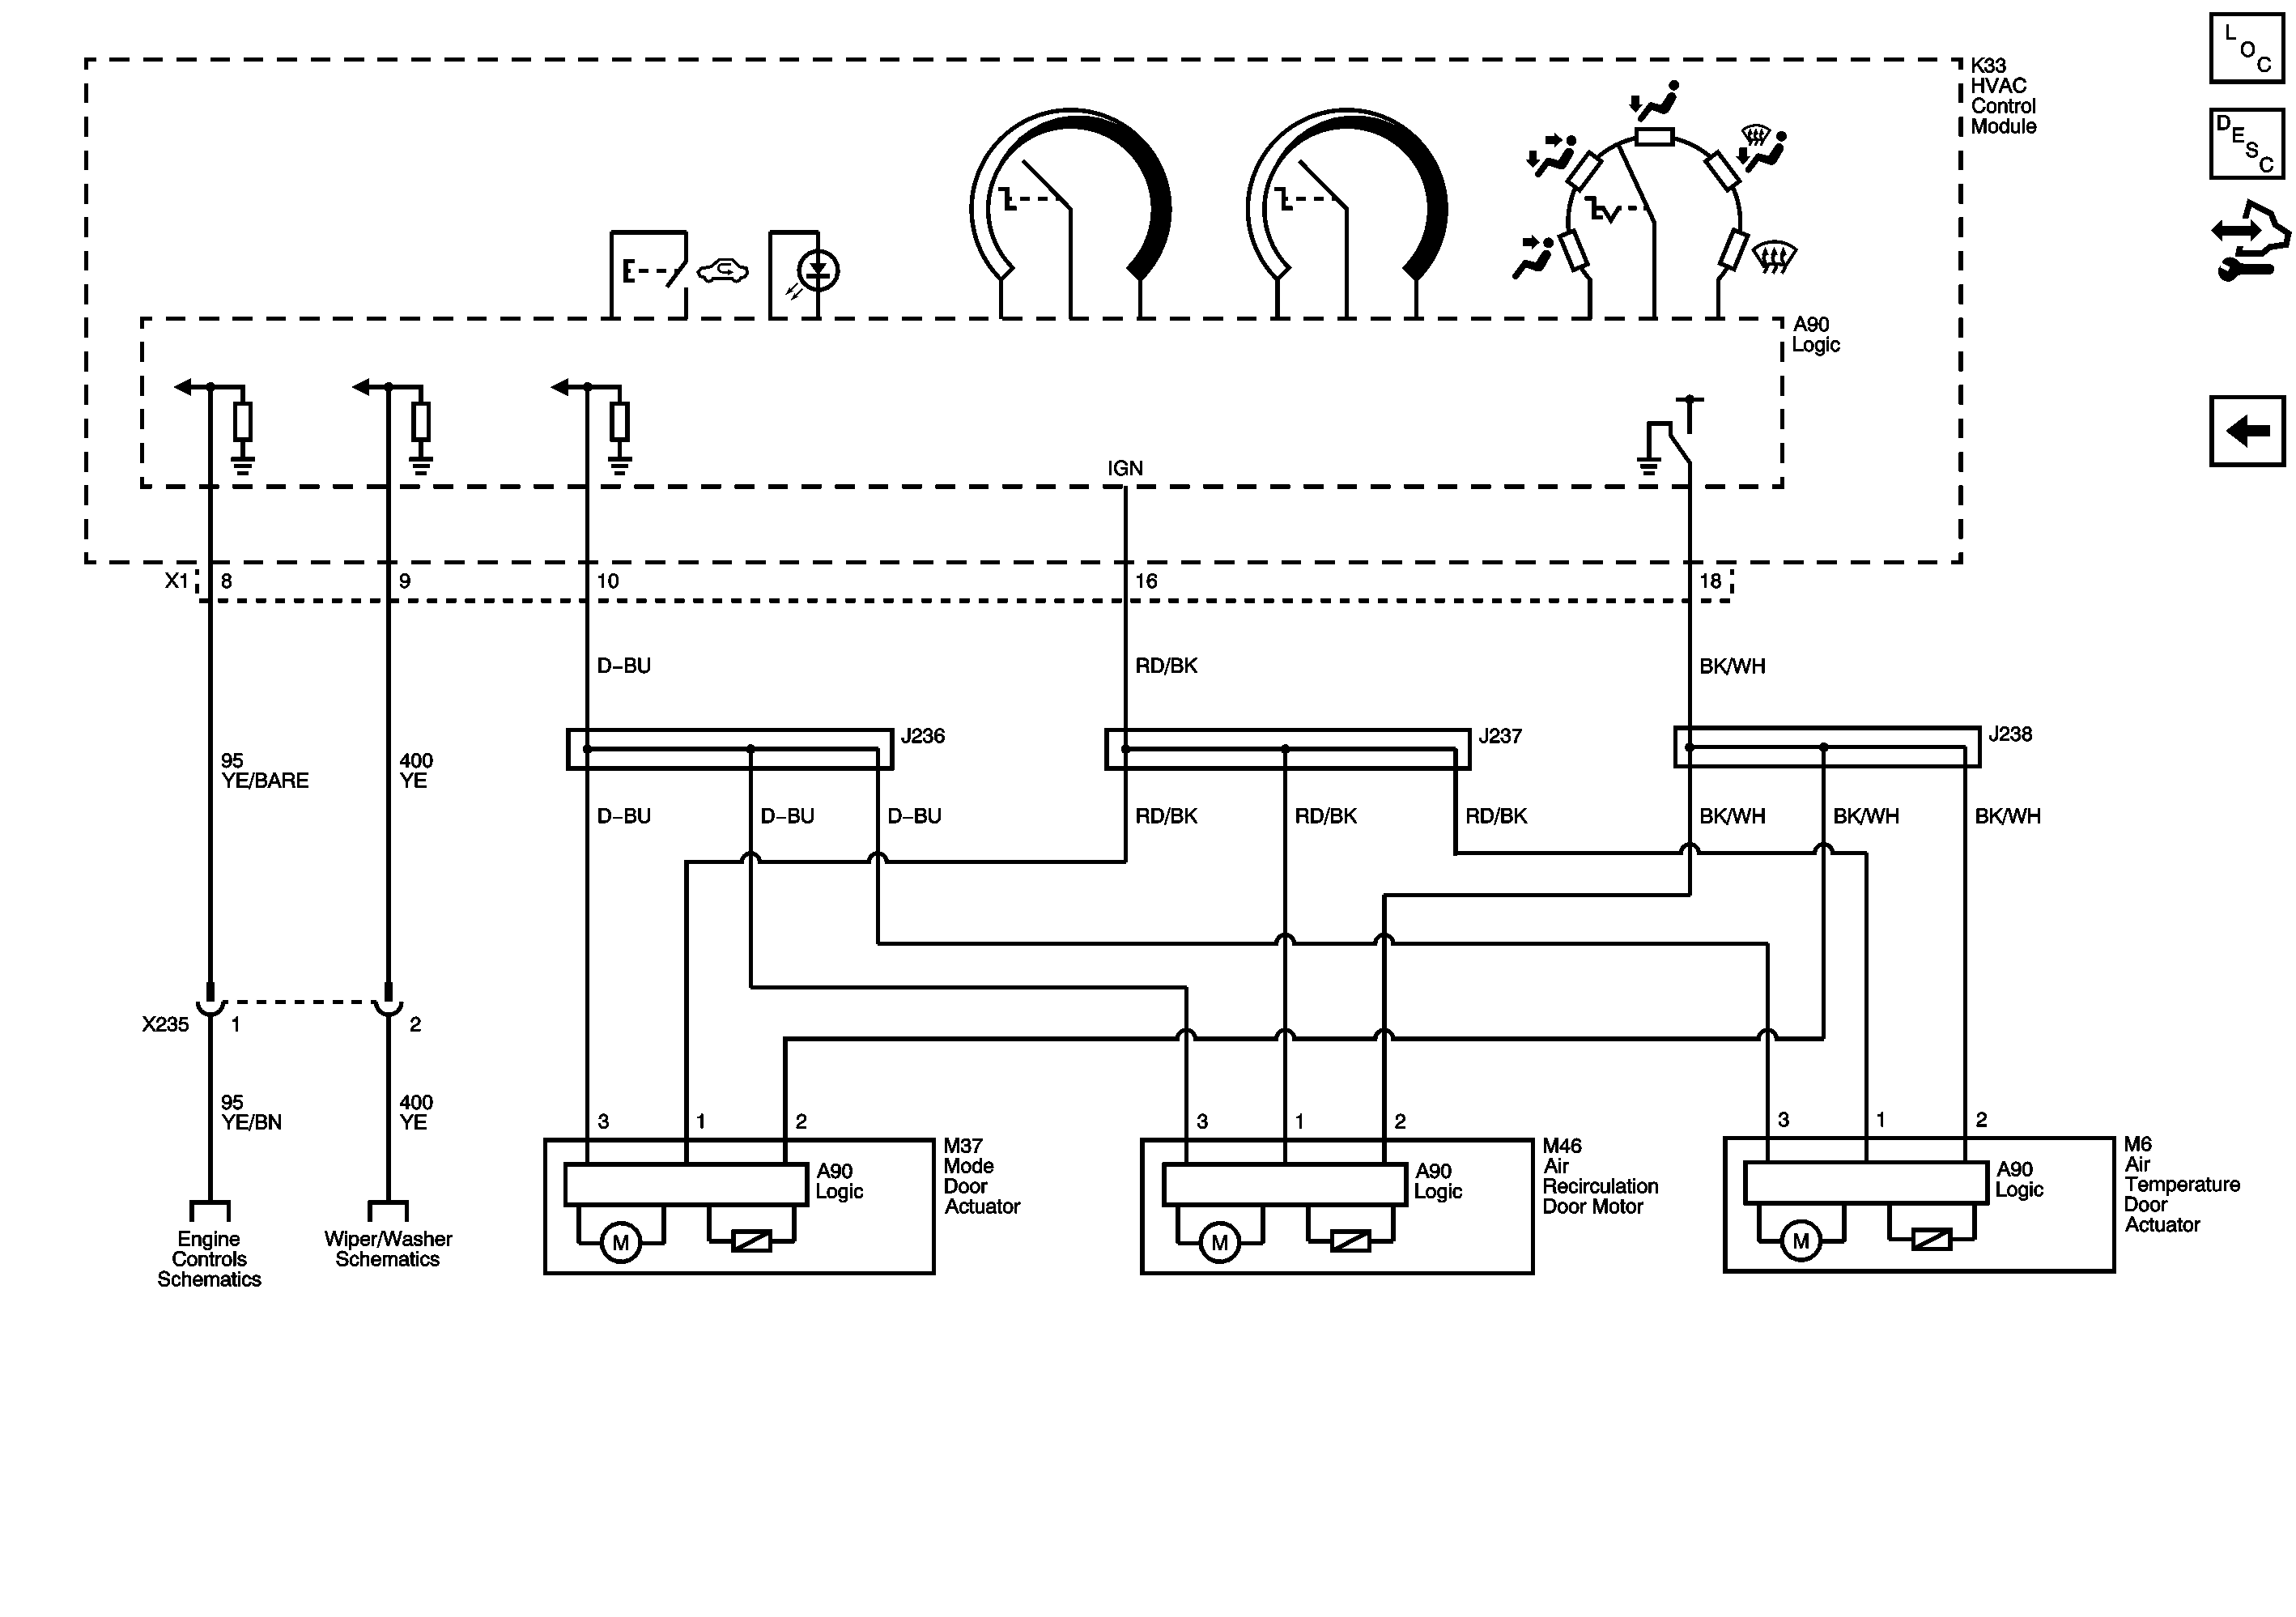 L
O
C
K33
HVAC
Control
Module
D
E
S
C
A90
Logic
IGN
X1 8 9 10 16 18
D-BU RD/BK BK/WH
J236 J237 J238
95
YE/BARE
400
YE
D-BU D-BU D-BU RD/BK RD/BK RD/BK BK/WH BK/WH BK/WH
X235 1 2
95
YE/BN
400
YE
3 1 2 3 1 2 3 1 2
M37
Mode
Door
Actuator
A90
Logic
M
M46
Air
Recirculation
Door Motor
A90
Logic
M
M6
Air
Temperature
Door
Actuator
A90
Logic
M
Engine
Controls
Schematics
Wiper/Washer
Schematics